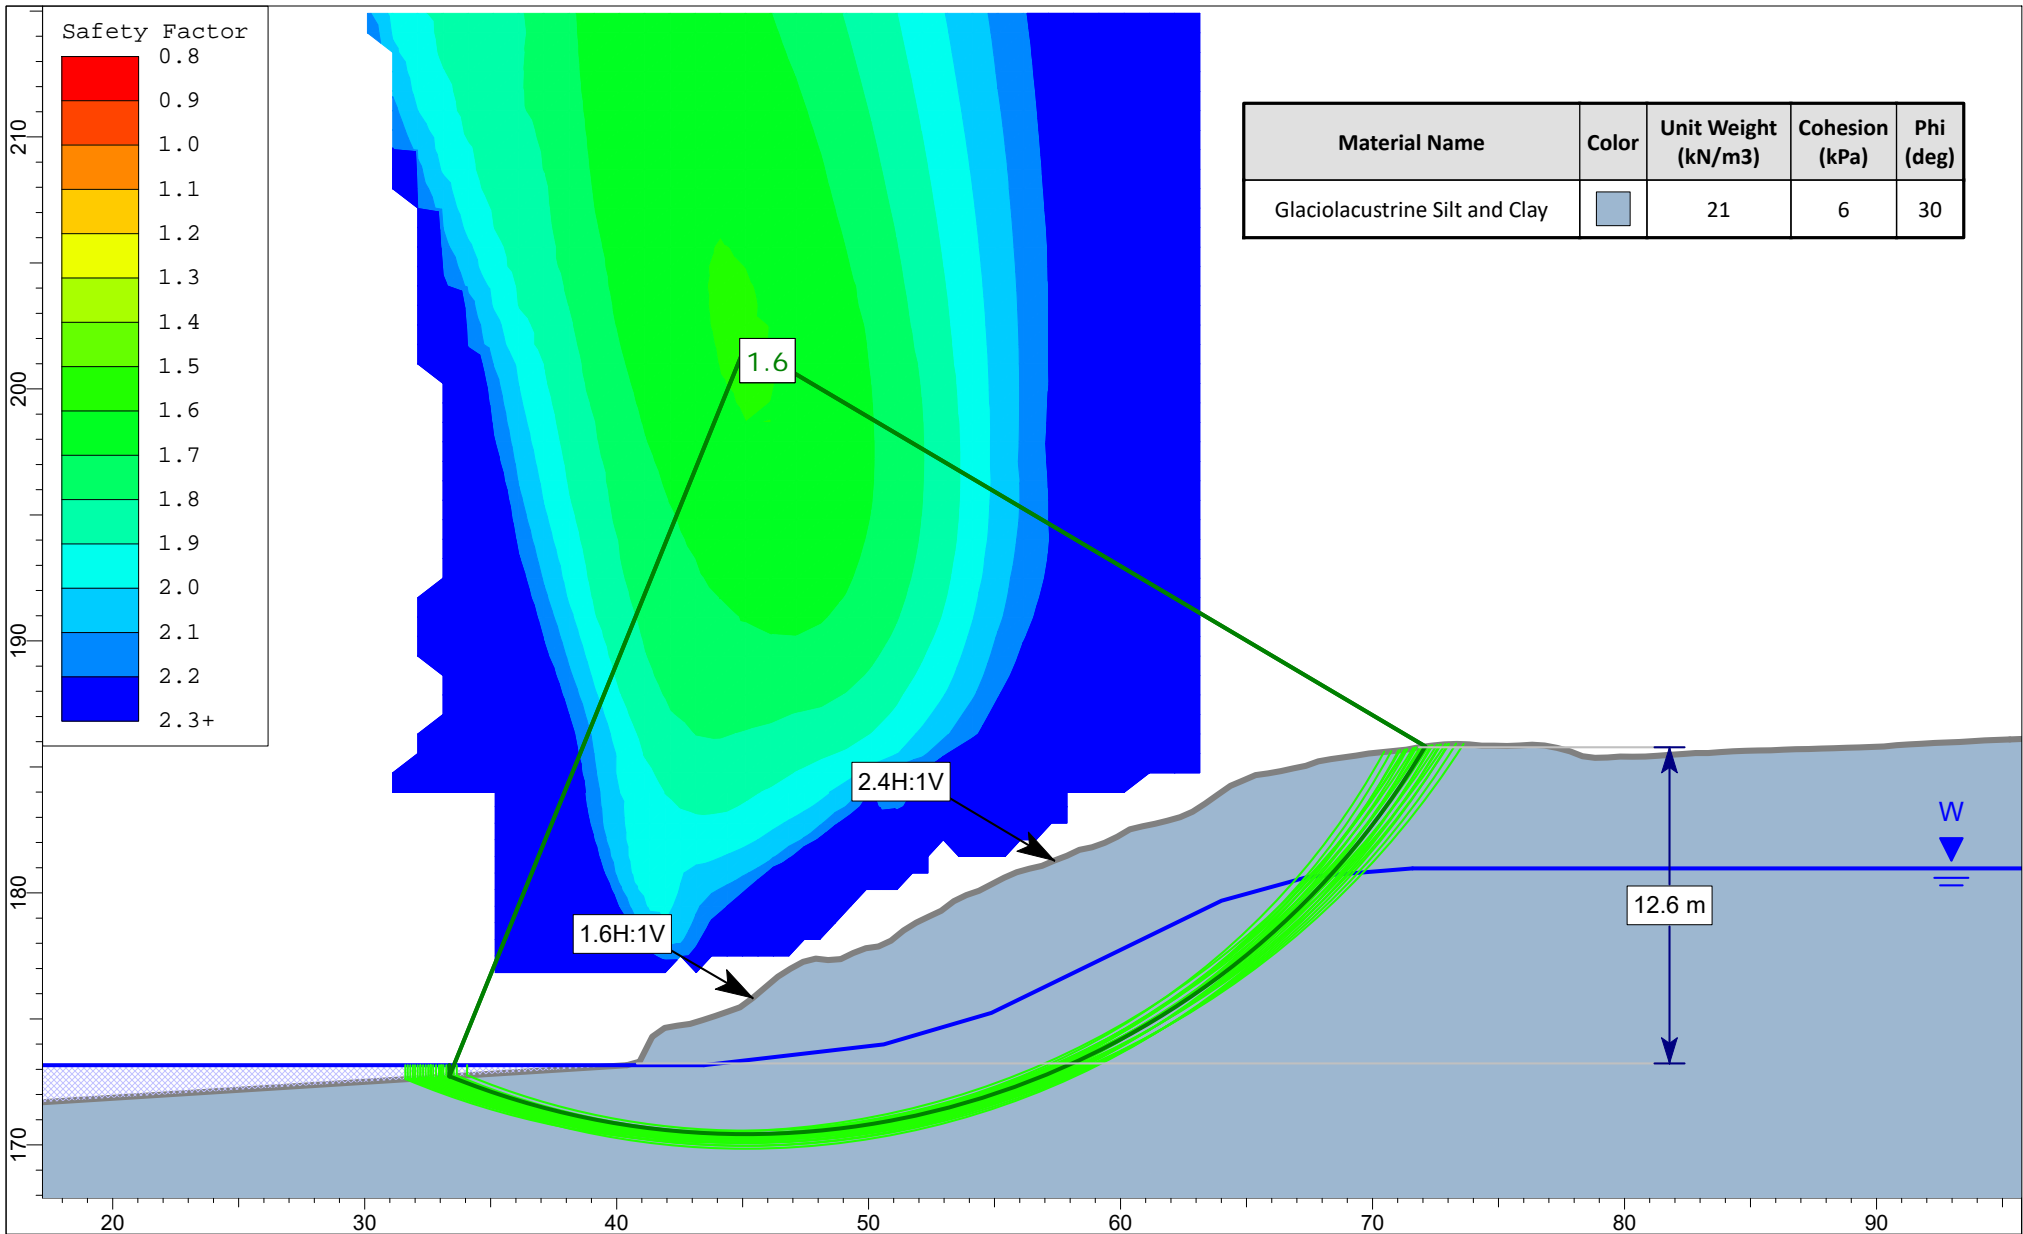 Safety Factor
0.8
0.9
1.0
1.1
1.2
1.3
1.4
1.5
1.6
1.7
1.8
1.9
2.0
2.1
2.2
2.3+
Material Name Color Unit Weight (kN/m3) Cohesion (kPa) Phi (deg)
Glaciolacustrine Silt and Clay 21 6 30
1.6
2.4H:1V
1.6H:1V
W
12.6 m
210
200
190
180
170
20 30 40 50 60 70 80 90